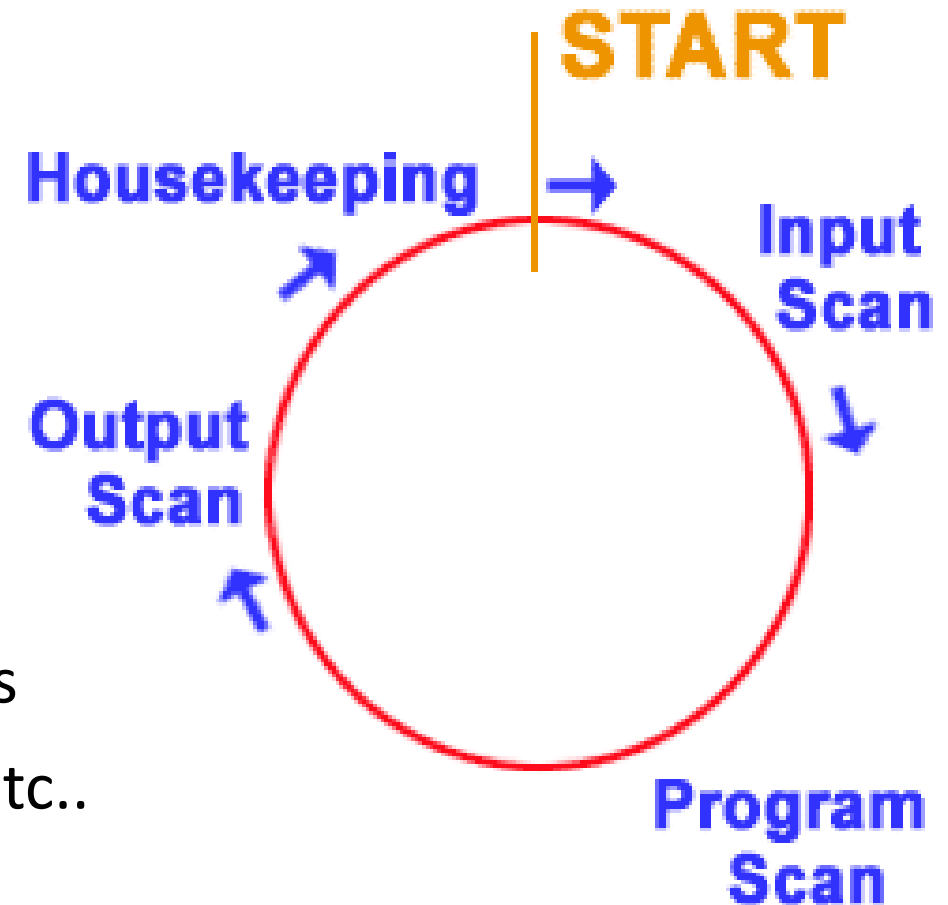 START
Housekeeping
Input
Scan
Output
Scan
s
tc..
Program
Scan